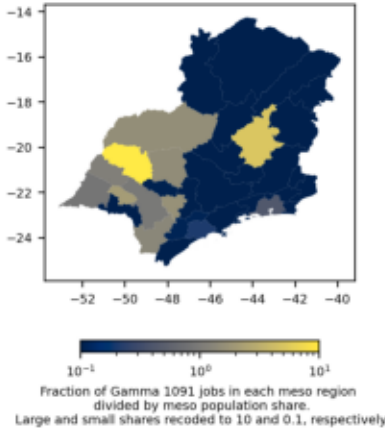 −14
−16
−18
−20
−22
−24
−52 −50 −48 −46 −44 −42 −40
10⁻¹ 10⁰ 10¹
Fraction of Gamma 1091 jobs in each meso region
divided by meso population share.
Large and small shares recoded to 10 and 0.1, respectively